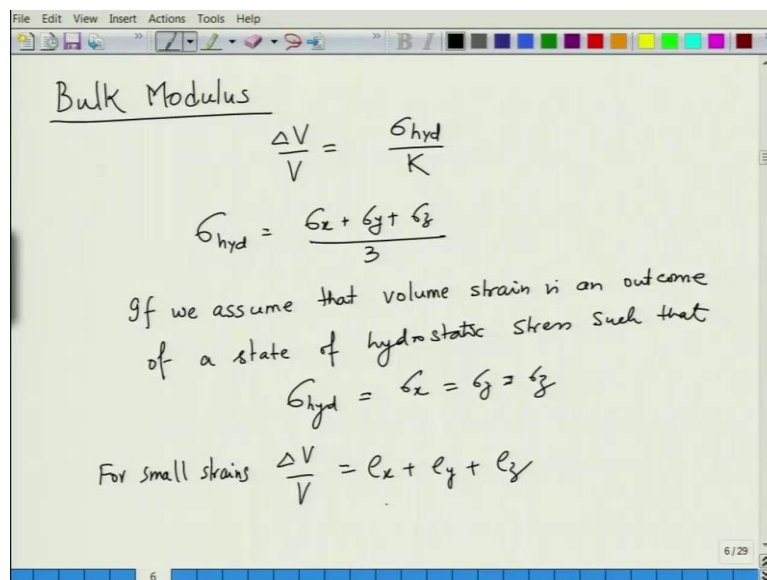 File Edit View Insert Actions Tools Help
Bulk Modulus
ΔV/V = σhyd/K
σhyd = σx + σy + σz / 3
If we assume that volume strain is an outcome
of a state of hydrostatic stress such that
σhyd = σx = σy = σz
For small strains ΔV/V = ex + ey + ez
6/29
6